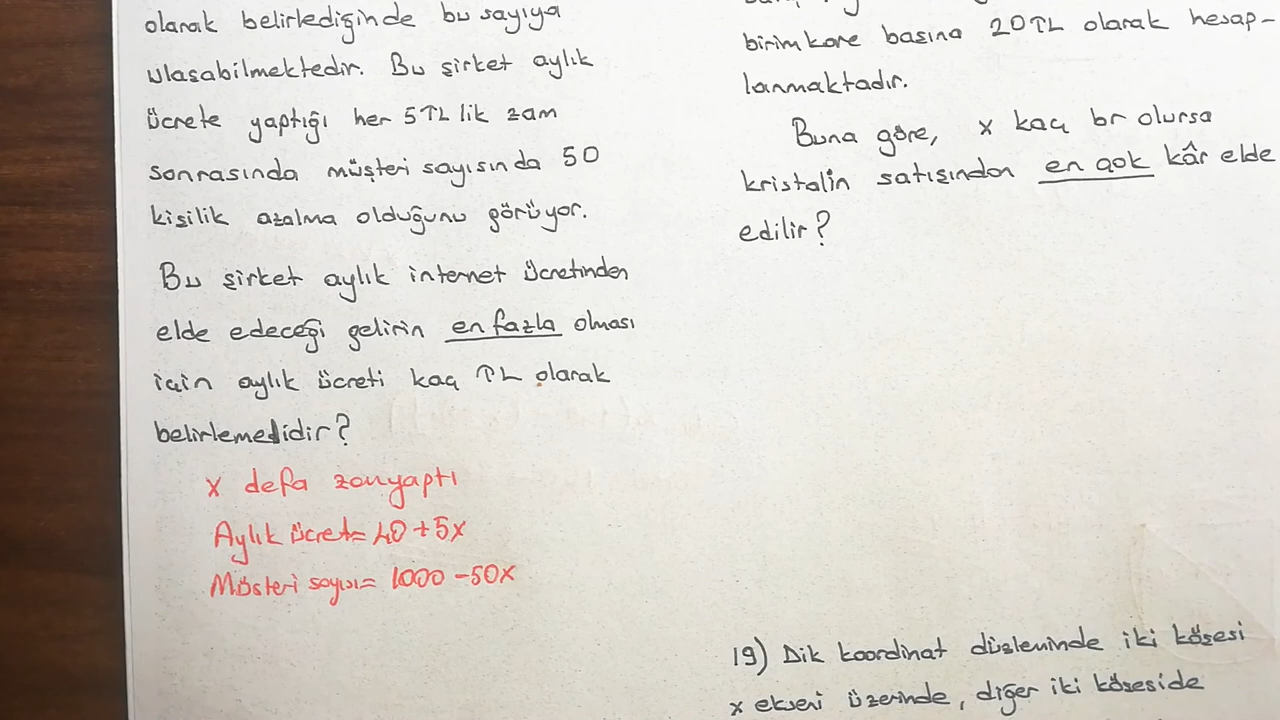 olarak belirlediğinde bu sayıya
ulaşabilmektedir. Bu şirket aylık
ücrete yaptığı her 5TL lik zam
sonrasında müşteri sayısında 50
kişilik azalma olduğunu görüyor.
Bu şirket aylık internet ücretinden
elde edeceği gelirin en fazla olması
için aylık ücreti kaç TL olarak
belirlemelidir?
x defa zam yaptı
Aylık ücret= 40+5x
Müşteri sayısı= 1000-50x
birimkare başına 20TL olarak hesap-
lanmaktadır.
Buna göre, x kaç br olursa
kristalin satışından en çok kâr elde
edilir?
19) Dik koordinat düzleminde iki köşesi
x ekseni üzerinde, diğer iki köşeside